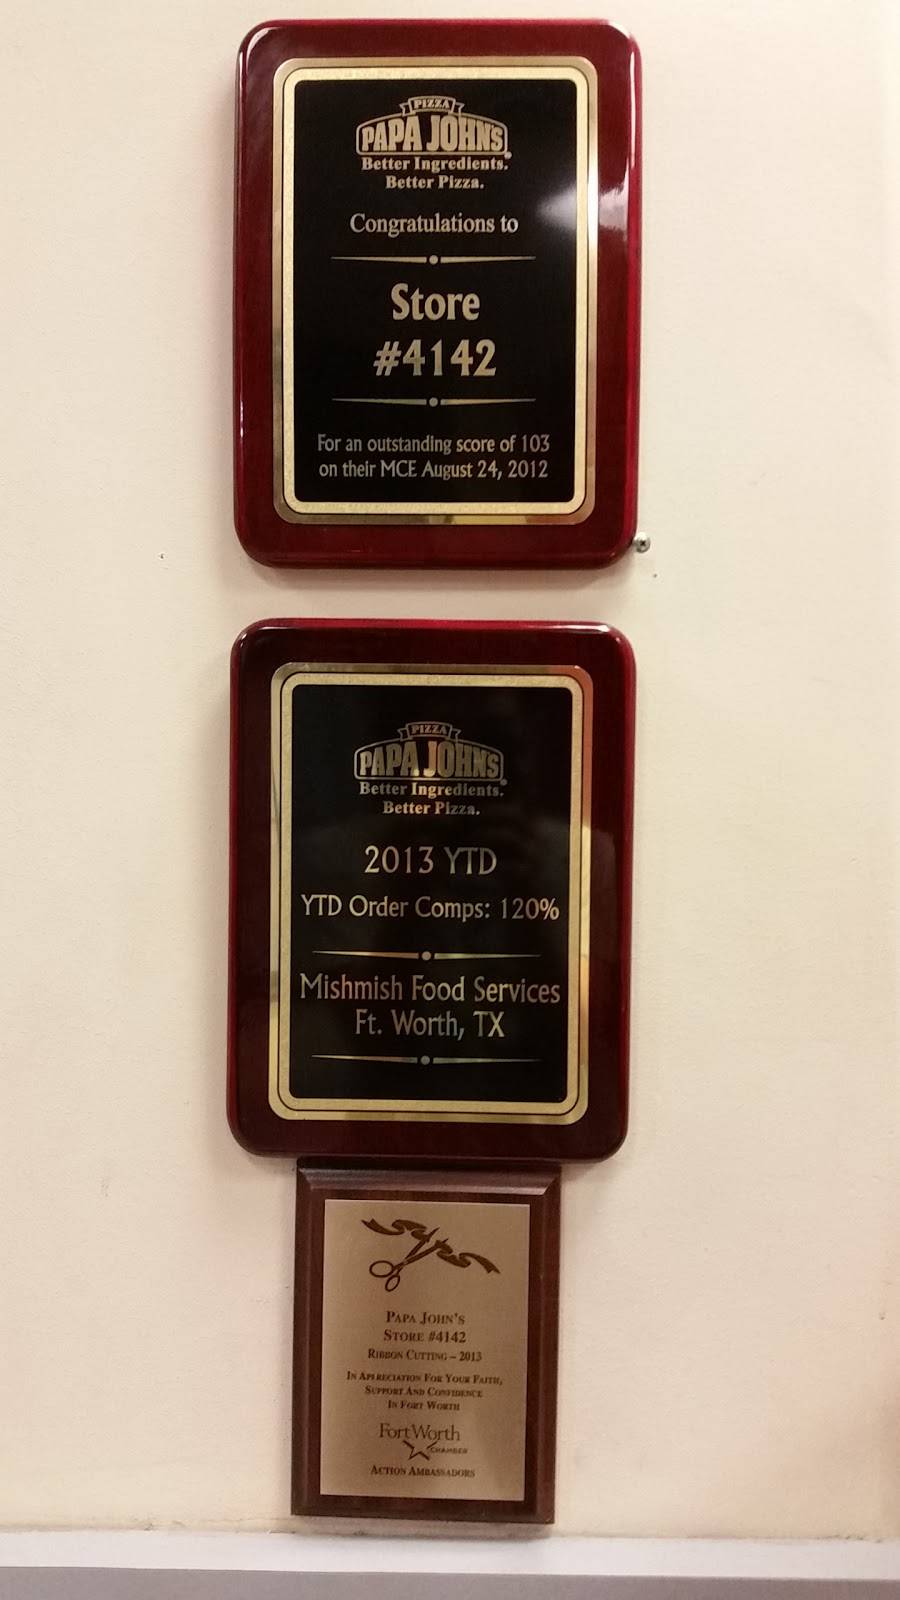 PIZZA
PAPA JOHN'S
Better Ingredients.
Better Pizza.
Congratulations to
Store
#4142
For an outstanding score of 103
on their MCE August 24, 2012
PIZZA
PAPA JOHN'S
Better Ingredients.
Better Pizza.
2013 YTD
YTD Order Comps: 120%
Mishmish Food Services
Ft. Worth, TX
PAPA JOHN'S
STORE #4142
RIBBON CUTTING – 2013
IN APPRECIATION FOR YOUR FAITH,
SUPPORT AND CONFIDENCE
IN FORT WORTH
Fort Worth
CHAMBER
ACTION AMBASSADORS